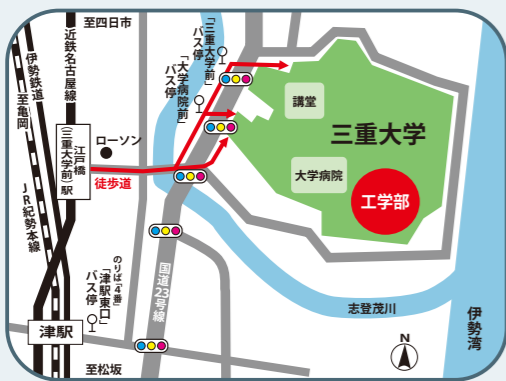 至四日市
近鉄名古屋線
伊勢鉄道
至亀岡
JR紀勢本線
江戸橋
(三重大学前)駅
ローソン
徒歩道
「三重大学前」
バス停
「大学病院前」
バス停
講堂
三重大学
大学病院
工学部
国道23号線
志登茂川
伊勢湾
のりば「4番」
「津駅東口」
バス停
津駅
至松坂
N